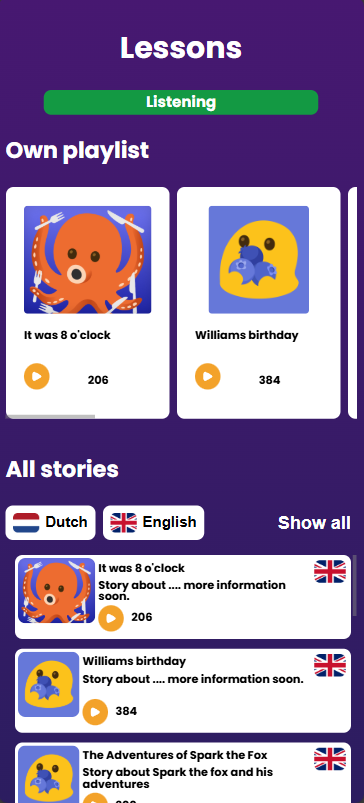 Lessons
Listening
Own playlist
It was 8 o'clock
206
Williams birthday
384
All stories
Dutch
English
Show all
It was 8 o'clock
Story about .... more information
soon.
206
Williams birthday
Story about .... more information soon.
384
The Adventures of Spark the Fox
Story about Spark the fox and his
adventures